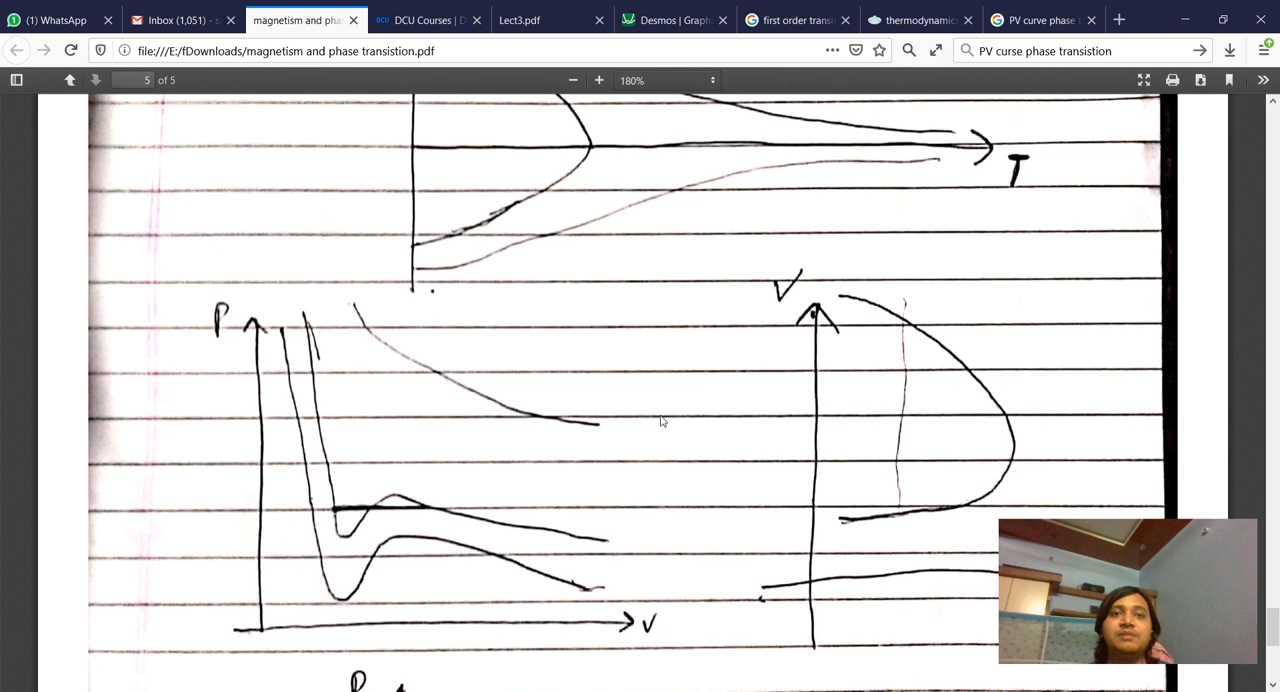 (1) WhatsApp
Inbox (1,051) - s
magnetism and pha
DCU DCU Courses | D
Lect3.pdf
Desmos | Graph
first order transi
thermodynamic
PV curve phase t
file:///E:/fDownloads/magnetism and phase transistion.pdf
PV curse phase transistion
5 of 5
180%
T
P
V
V
P